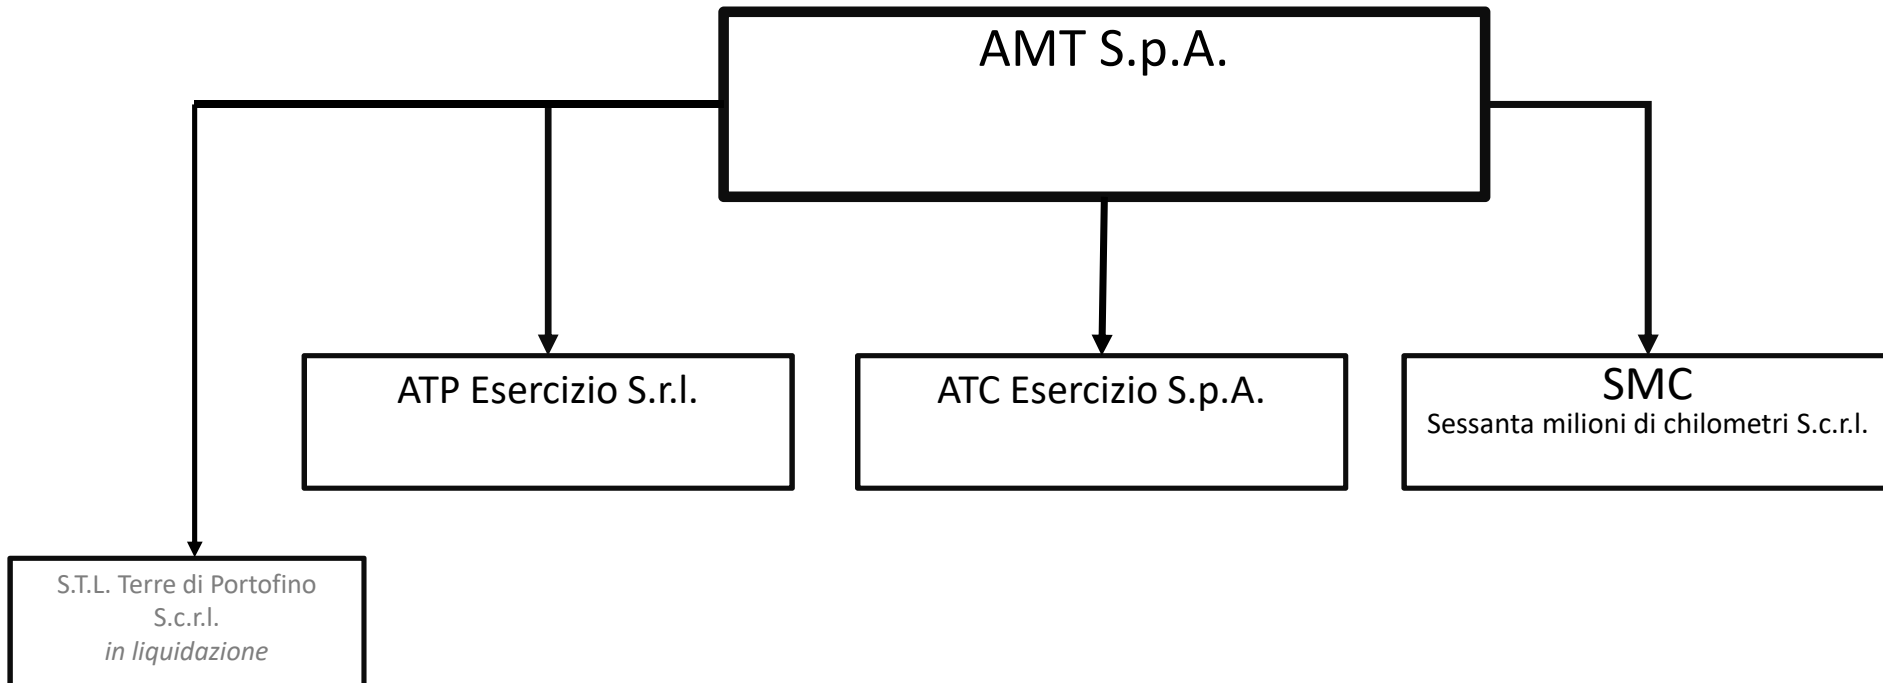 AMT S.p.A.
ATP Esercizio S.r.l.
ATC Esercizio S.p.A.
SMC
Sessanta milioni di chilometri S.c.r.l.
S.T.L. Terre di Portofino
S.c.r.l.
in liquidazione